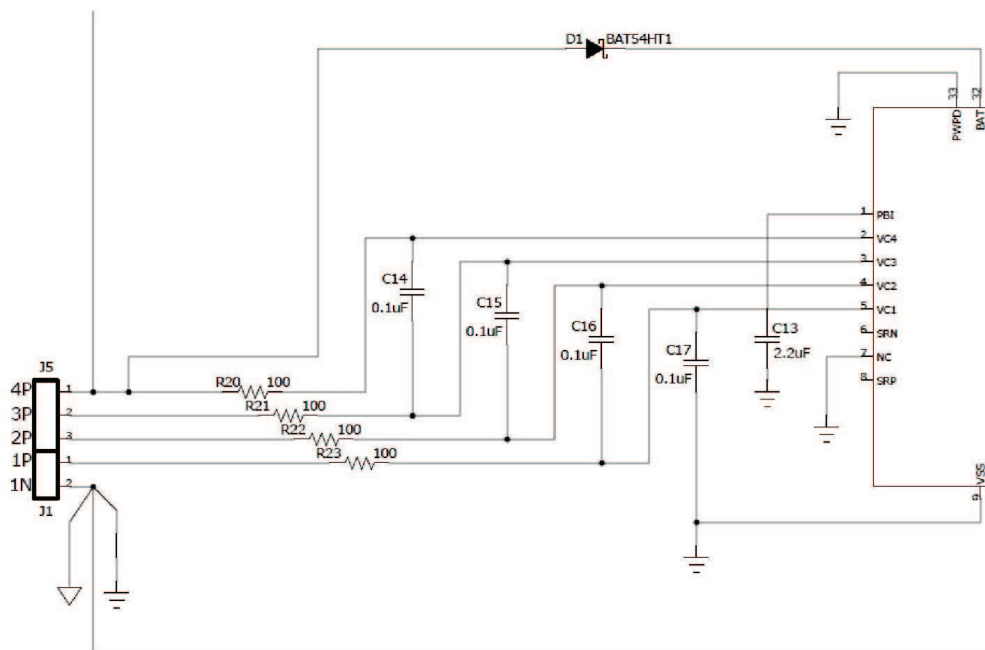 D1 BAT54HT1
33 32
PWPD BAT
1 PBI
2 VC4
3 VC3
C14
0.1uF
4 VC2
C15
0.1uF
5 VC1
C16
0.1uF
6 SRN
C17
0.1uF
C13
2.2uF
7 NC
8 SRP
J5
4P 1
R20 100
3P 2
R21 100
2P 3
R22 100
1P 1
R23 100
1N 2
J1
VSS
9